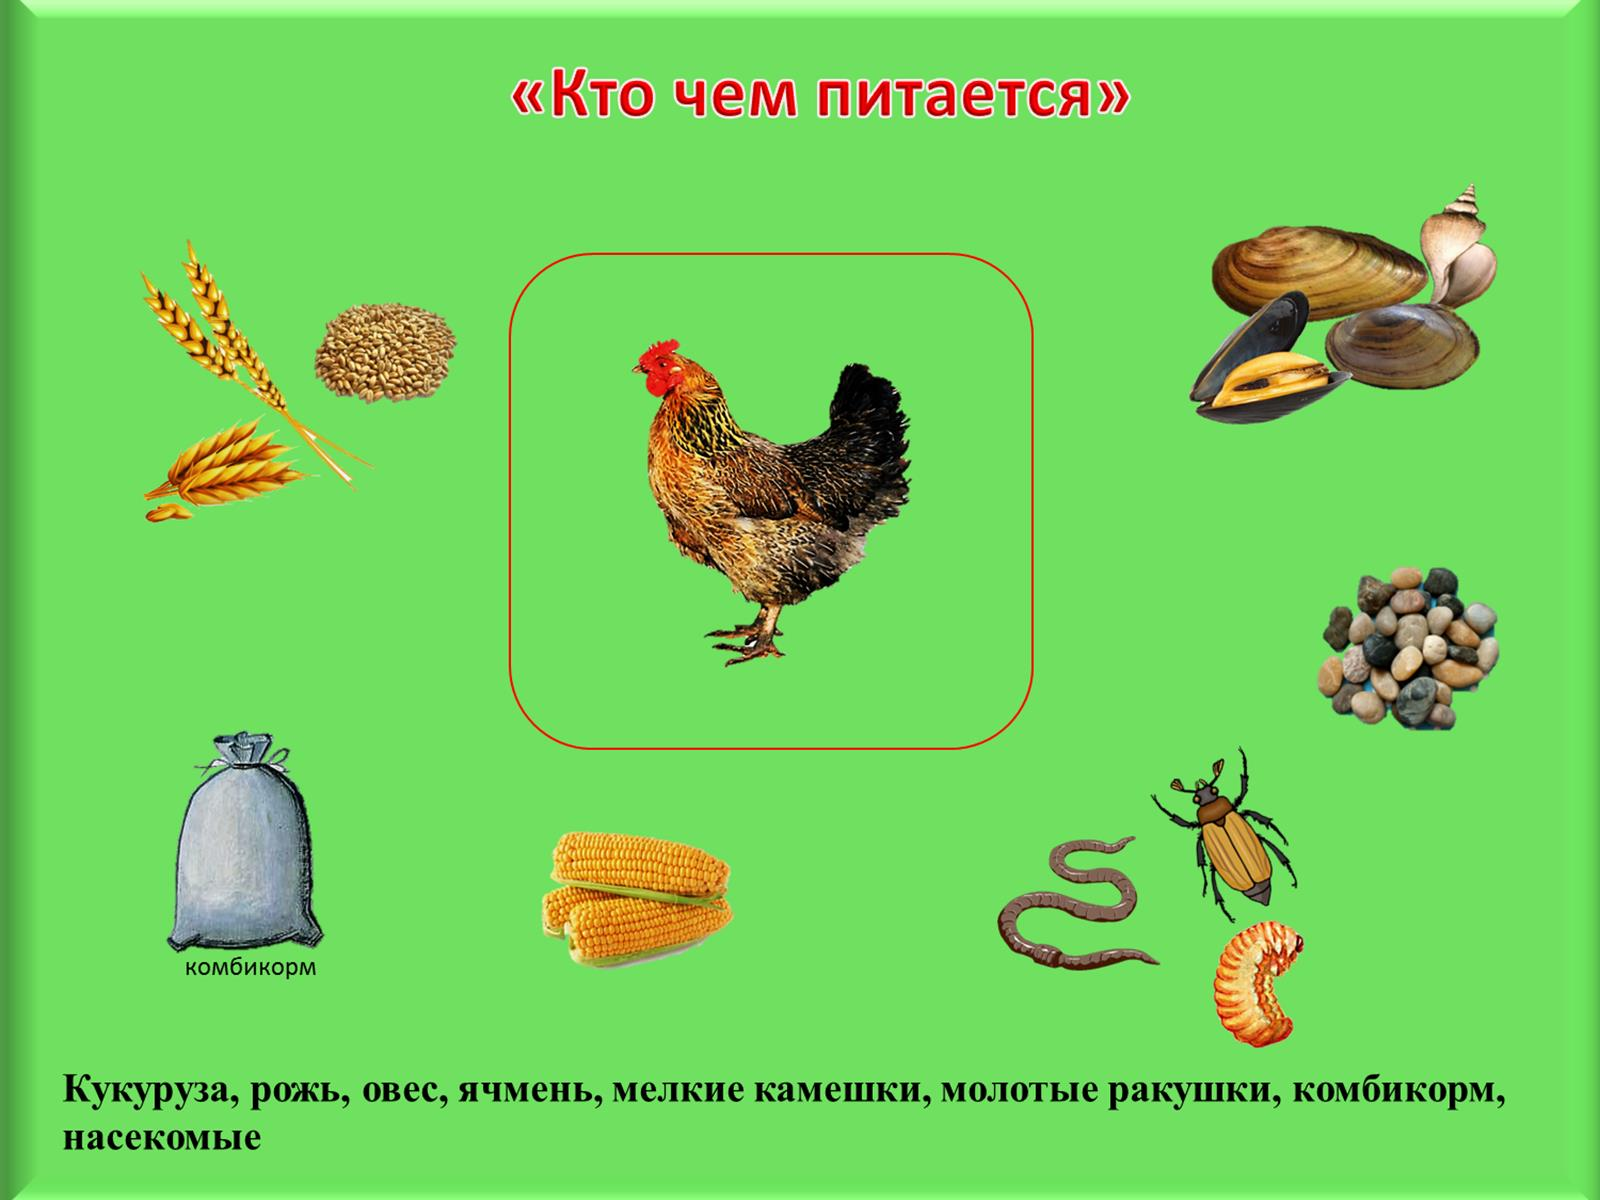 «Кто чем питается»
комбикорм
Кукуруза, рожь, овес, ячмень, мелкие камешки, молотые ракушки, комбикорм,
насекомые